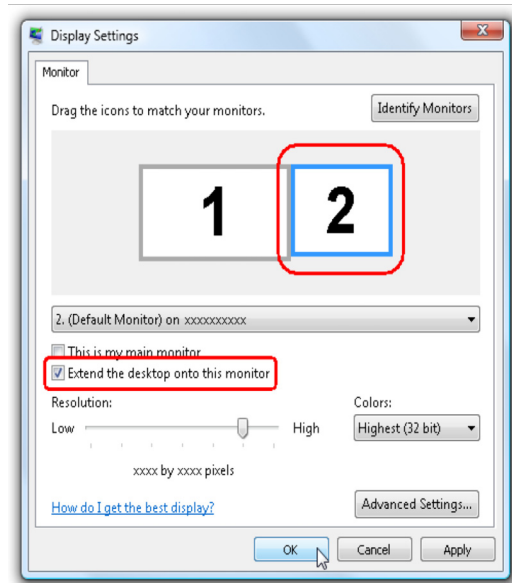 Display Settings
Monitor
Drag the icons to match your monitors.
Identify Monitors
1 2
2. (Default Monitor) on xxxxxxxxxx
This is my main monitor
Extend the desktop onto this monitor
Resolution:
Colors:
Low High
Highest (32 bit)
xxxx by xxxx pixels
How do I get the best display?
Advanced Settings...
OK Cancel Apply